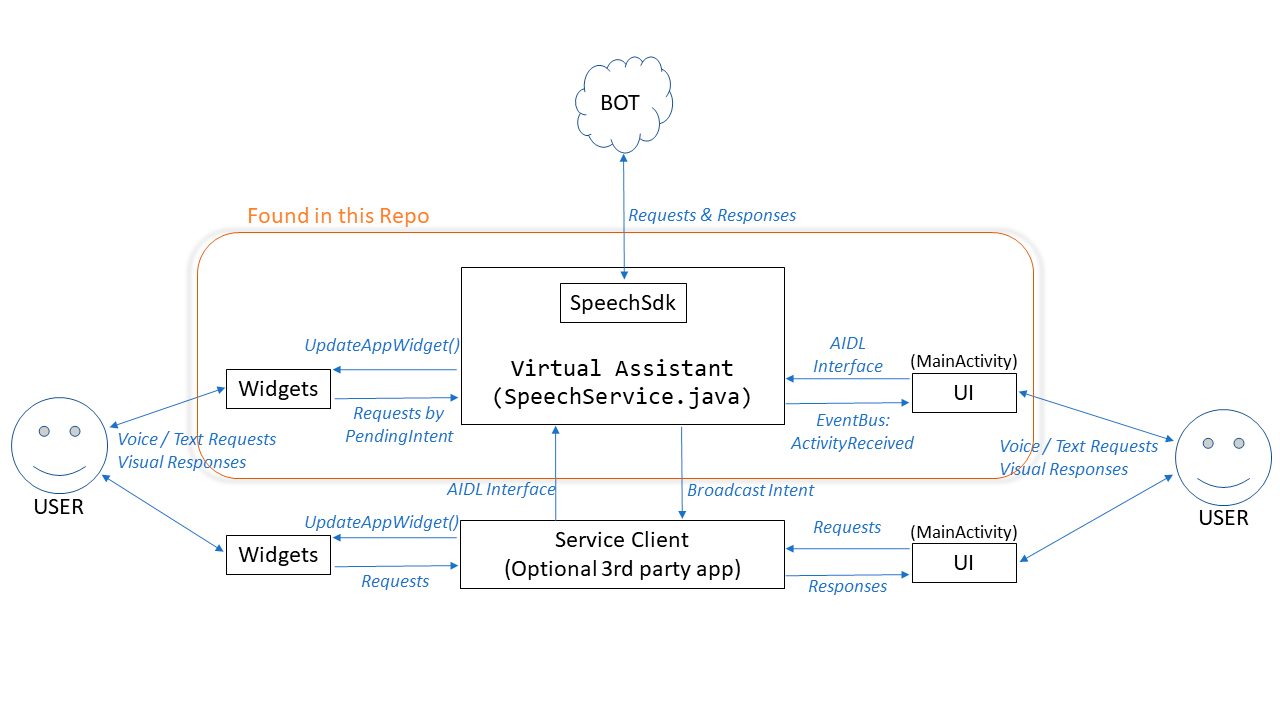 BOT
Requests & Responses
Found in this Repo
SpeechSdk
Virtual Assistant
(SpeechService.java)
UpdateAppWidget()
Widgets
Requests by
PendingIntent
AIDL
Interface
(MainActivity)
UI
EventBus:
ActivityReceived
Voice / Text Requests
Visual Responses
USER
Voice / Text Requests
Visual Responses
USER
AIDL Interface
Broadcast Intent
UpdateAppWidget()
Widgets
Requests
Service Client
(Optional 3rd party app)
Requests
Responses
(MainActivity)
UI